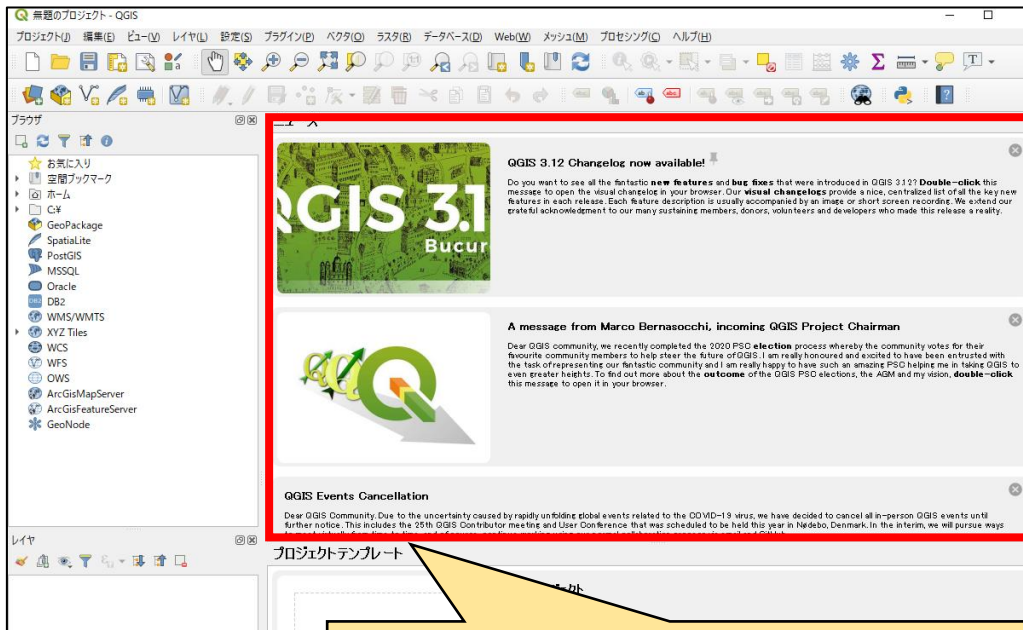 無題のプロジェクト - QGIS
プロジェクト(J) 編集(E) ビュー(V) レイヤ(L) 設定(S) プラグイン(P) ベクタ(O) ラスタ(R) データベース(D) Web(W) メッシュ(M) プロセシング(C) ヘルプ(H)
ブラウザ
お気に入り
空間ブックマーク
ホーム
C:¥
GeoPackage
SpatiaLite
PostGIS
MSSQL
Oracle
DB2
WMS/WMTS
XYZ Tiles
WCS
WFS
OWS
ArcGisMapServer
ArcGisFeatureServer
GeoNode
レイヤ
QGIS 3.1
Bucur
QGIS 3.12 Changelog now available!
Do you want to see all the fantastic new features and bug fixes that were introduced in QGIS 3.12? Double-click this
message to open the visual changelog in your browser. Our visual changelogs provide a nice, centralized list of all the key new
features in each release. Each feature description is usually accompanied by an image or short screen recording. We extend our
grateful acknowledgment to our many sustaining members, donors, volunteers and developers who made this release a reality.
A message from Marco Bernasocchi, incoming QGIS Project Chairman
Dear QGIS community, we recently completed the 2020 PSC election process whereby the community votes for their
favourite community members to help steer the future of QGIS. I am really honoured and excited to have been entrusted with
the task of representing our fantastic community and I am really happy to have such an amazing PSC helping me in taking QGIS to
even greater heights. To find out more about the outcome of the QGIS PSC elections, the AGM and my vision, double-click
this message to open it in your browser.
QGIS Events Cancellation
Dear QGIS Community. Due to the uncertainty caused by rapidly unfolding global events related to the COVID-19 virus, we have decided to cancel all in-person QGIS events until
further notice. This includes the 25th QGIS Contributor meeting and User Conference that was scheduled to be held this year in Nødebo, Denmark. In the interim, we will pursue ways
プロジェクトテンプレート